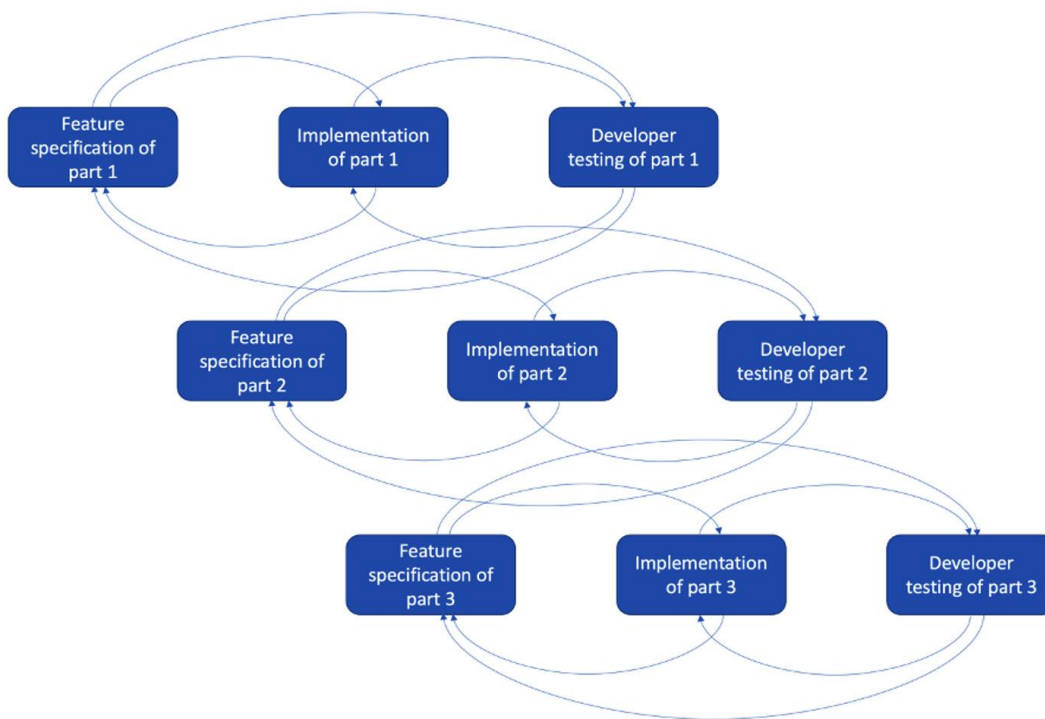 Feature
specification of
part 1
Implementation
of part 1
Developer
testing of part 1
Feature
specification of
part 2
Implementation
of part 2
Developer
testing of part 2
Feature
specification of
part 3
Implementation
of part 3
Developer
testing of part 3